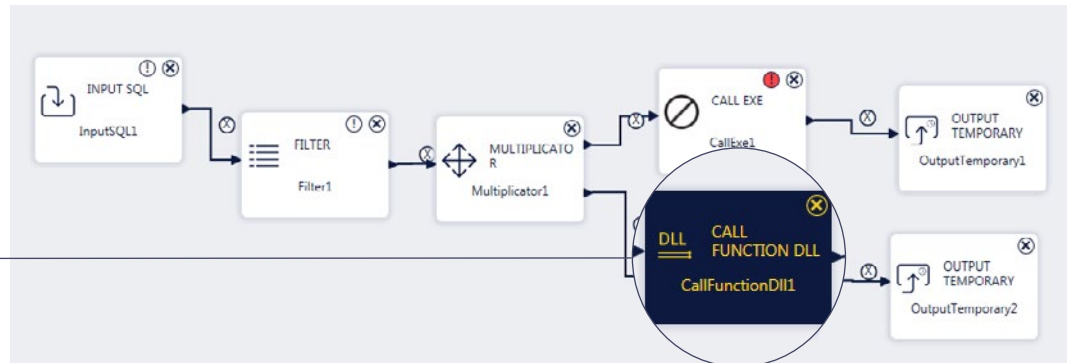 INPUT SQL
InputSQL1
FILTER
Filter1
MULTIPLICATO
R
Multiplicator1
CALL EXE
CallExe1
OUTPUT
TEMPORARY
OutputTemporary1
DLL
CALL
FUNCTION DLL
CallFunctionDll1
OUTPUT
TEMPORARY
OutputTemporary2